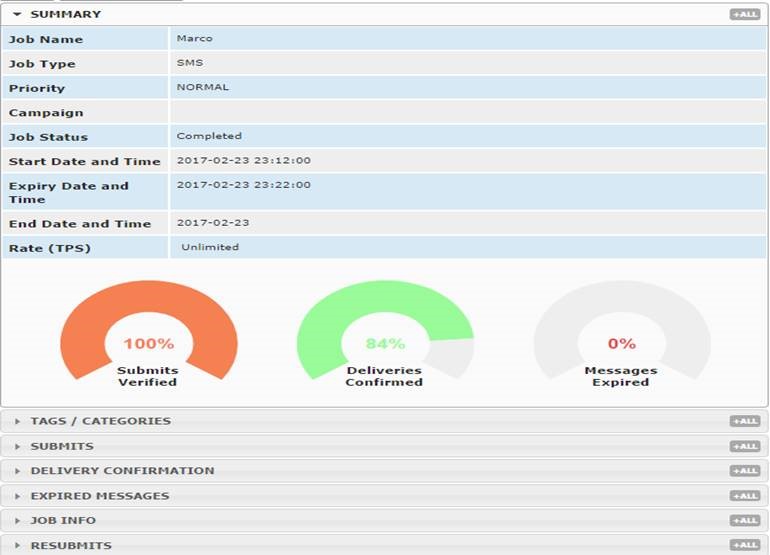 SUMMARY +ALL
Job Name Marco
Job Type SMS
Priority NORMAL
Campaign
Job Status Completed
Start Date and Time 2017-02-23 23:12:00
Expiry Date and 2017-02-23 23:22:00
Time
End Date and Time 2017-02-23
Rate (TPS) Unlimited
100% 84% 0%
Submits Deliveries Messages
Verified Confirmed Expired
TAGS / CATEGORIES +ALL
SUBMITS +ALL
DELIVERY CONFIRMATION +ALL
EXPIRED MESSAGES +ALL
JOB INFO +ALL
RESUBMITS +ALL